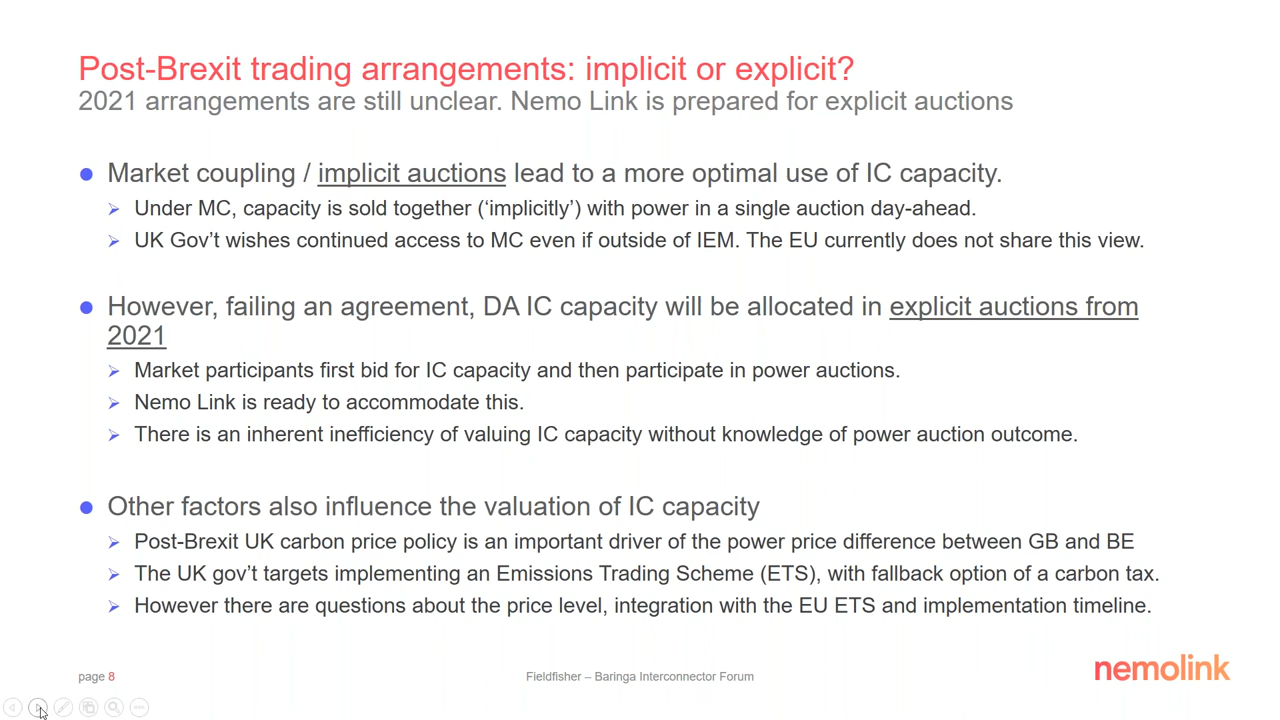 Post-Brexit trading arrangements: implicit or explicit?
2021 arrangements are still unclear. Nemo Link is prepared for explicit auctions
Market coupling / implicit auctions lead to a more optimal use of IC capacity.
Under MC, capacity is sold together (‘implicitly’) with power in a single auction day-ahead.
UK Gov’t wishes continued access to MC even if outside of IEM. The EU currently does not share this view.
However, failing an agreement, DA IC capacity will be allocated in explicit auctions from
2021
Market participants first bid for IC capacity and then participate in power auctions.
Nemo Link is ready to accommodate this.
There is an inherent inefficiency of valuing IC capacity without knowledge of power auction outcome.
Other factors also influence the valuation of IC capacity
Post-Brexit UK carbon price policy is an important driver of the power price difference between GB and BE
The UK gov’t targets implementing an Emissions Trading Scheme (ETS), with fallback option of a carbon tax.
However there are questions about the price level, integration with the EU ETS and implementation timeline.
page 8
Fieldfisher – Baringa Interconnector Forum
nemolink